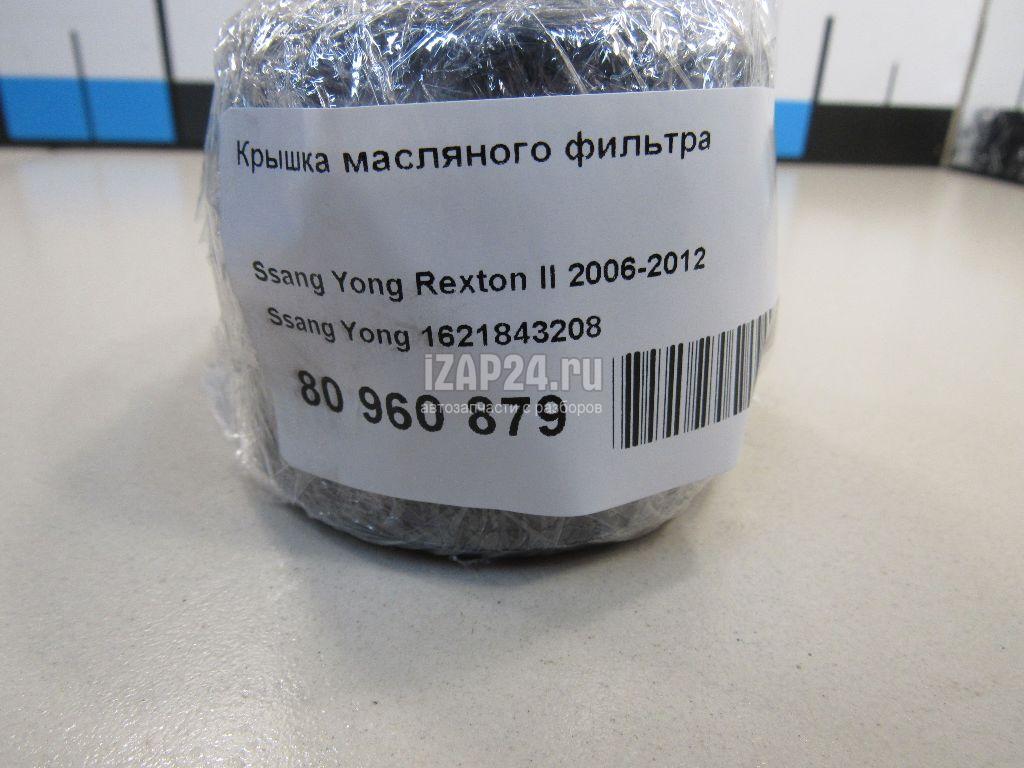 Крышка масляного фильтра
Ssang Yong Rexton II 2006-2012
Ssang Yong 1621843208
iZAP24.ru
80 960 879
автозапчасти с разборов